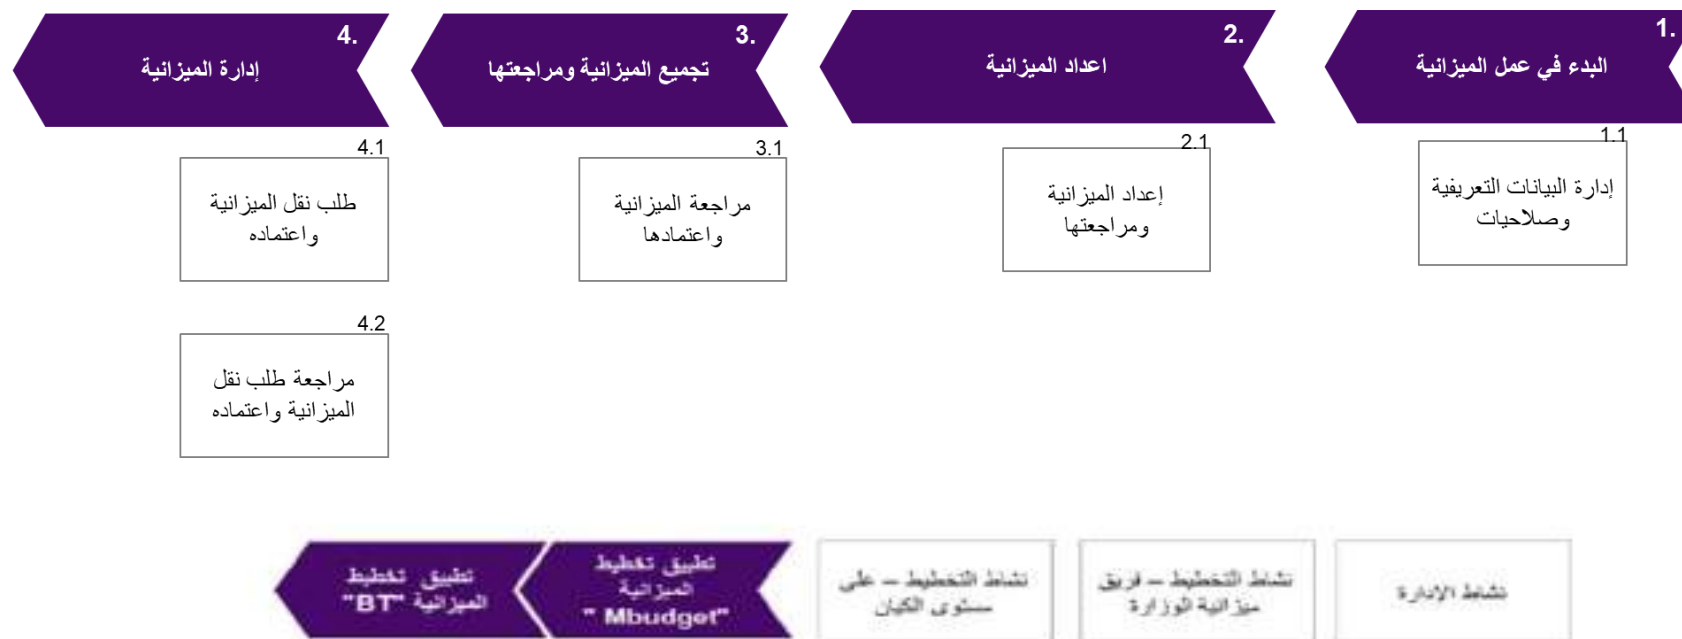 1.
البدء في عمل الميزانية
2.
اعداد الميزانية
3.
تجميع الميزانية ومراجعتها
4.
إدارة الميزانية
1.1
إدارة البيانات التعريفية
وصلاحيات
2.1
إعداد الميزانية
ومراجعتها
3.1
مراجعة الميزانية
واعتمادها
4.1
طلب نقل الميزانية
واعتماده
4.2
مراجعة طلب نقل
الميزانية واعتماده
نشاط الإدارة
نشاط التخطيط – فريق
ميزانية الوزارة
نشاط التخطيط – على
مستوى الكيان
تطبيق تخطيط
الميزانية
" Mbudget"
تطبيق تخطيط
الميزانية "BT"